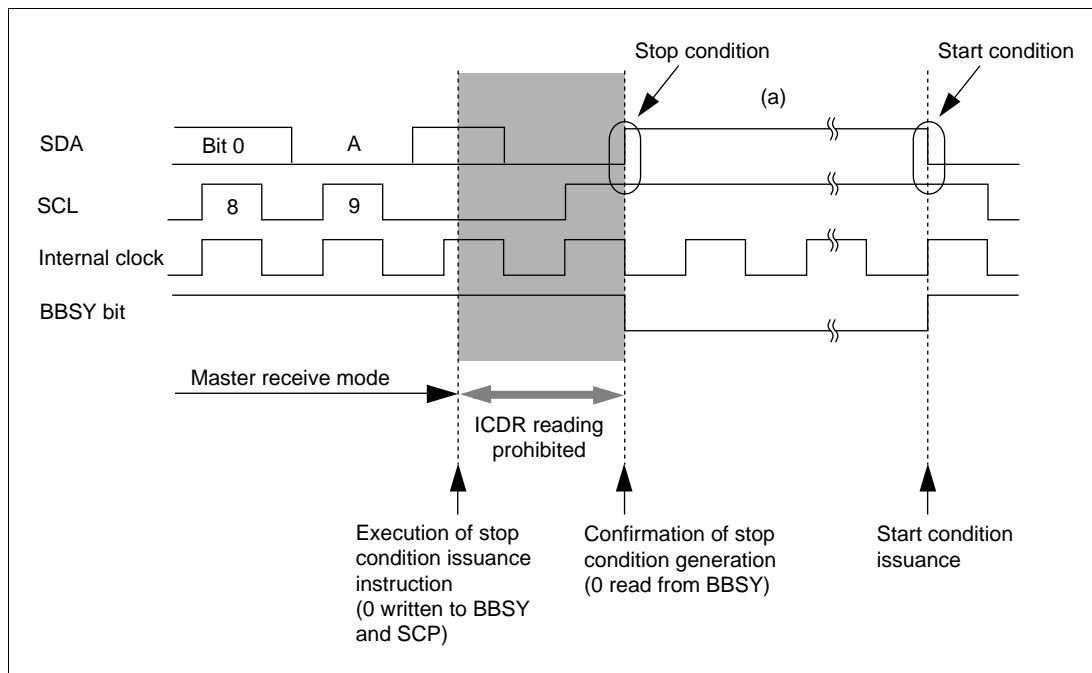 Stop condition
Start condition
(a)
SDA
Bit 0
A
SCL
8
9
Internal clock
BBSY bit
Master receive mode
ICDR reading
prohibited
Execution of stop
condition issuance
instruction
(0 written to BBSY
and SCP)
Confirmation of stop
condition generation
(0 read from BBSY)
Start condition
issuance